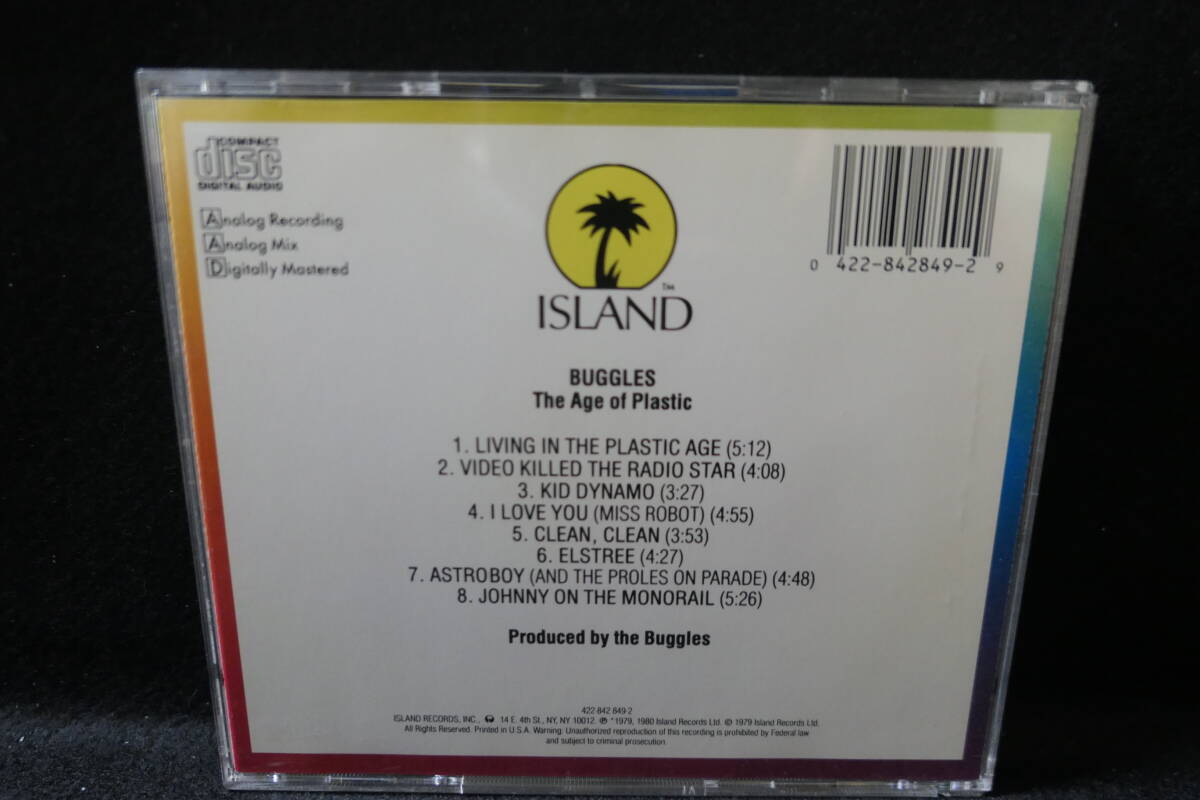 COMPACT
disc
DIGITAL AUDIO
Analog Recording
Analog Mix
Digitally Mastered
TM
ISLAND
0 422-842849-2 9
BUGGLES
The Age of Plastic
1. LIVING IN THE PLASTIC AGE (5:12)
2. VIDEO KILLED THE RADIO STAR (4:08)
3. KID DYNAMO (3:27)
4. I LOVE YOU (MISS ROBOT) (4:55)
5. CLEAN, CLEAN (3:53)
6. ELSTREE (4:27)
7. ASTROBOY (AND THE PROLES ON PARADE) (4:48)
8. JOHNNY ON THE MONORAIL (5:26)
Produced by the Buggles
422 842 849-2
ISLAND RECORDS, INC., 14 E. 4th St., NY, NY 10012. ℗ *1979, 1980 Island Records Ltd. © 1979 Island Records Ltd.
All Rights Reserved. Printed in U.S.A. Warning: Unauthorized reproduction of this recording is prohibited by Federal law
and subject to criminal prosecution.